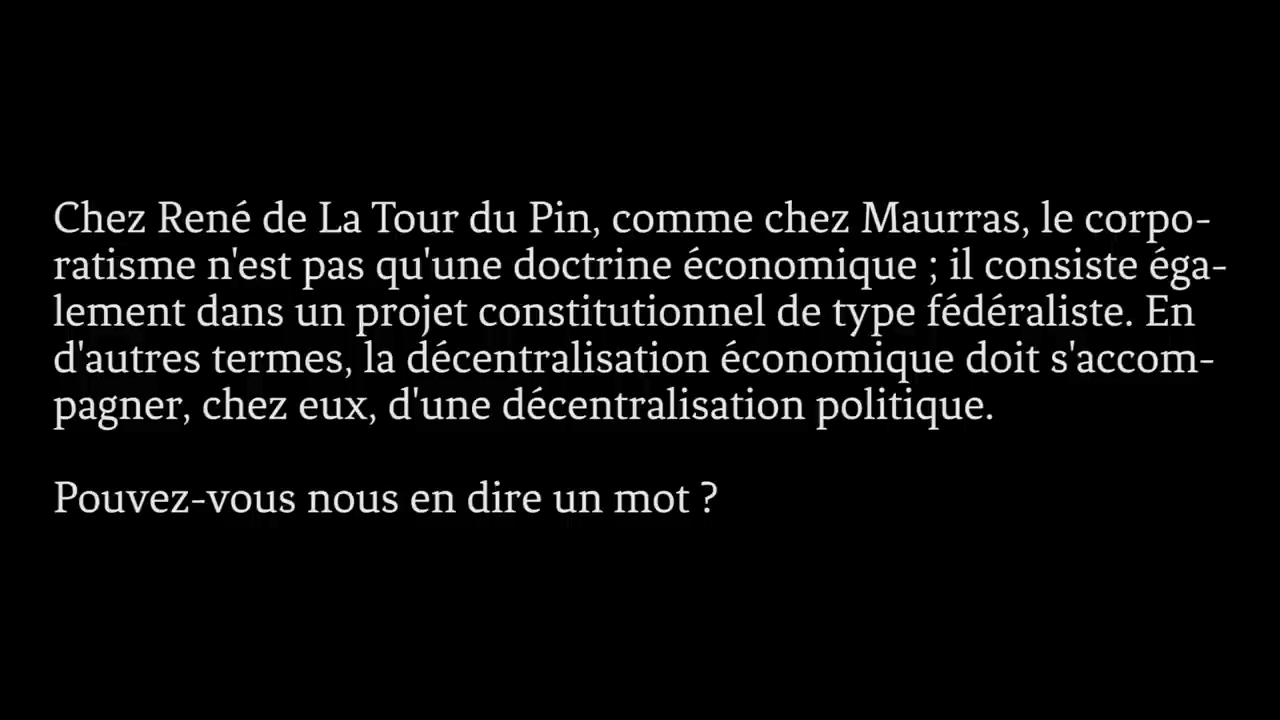 Chez René de La Tour du Pin, comme chez Maurras, le corpo-
ratisme n'est pas qu'une doctrine économique ; il consiste éga-
lement dans un projet constitutionnel de type fédéraliste. En
d'autres termes, la décentralisation économique doit s'accom-
pagner, chez eux, d'une décentralisation politique.
Pouvez-vous nous en dire un mot ?